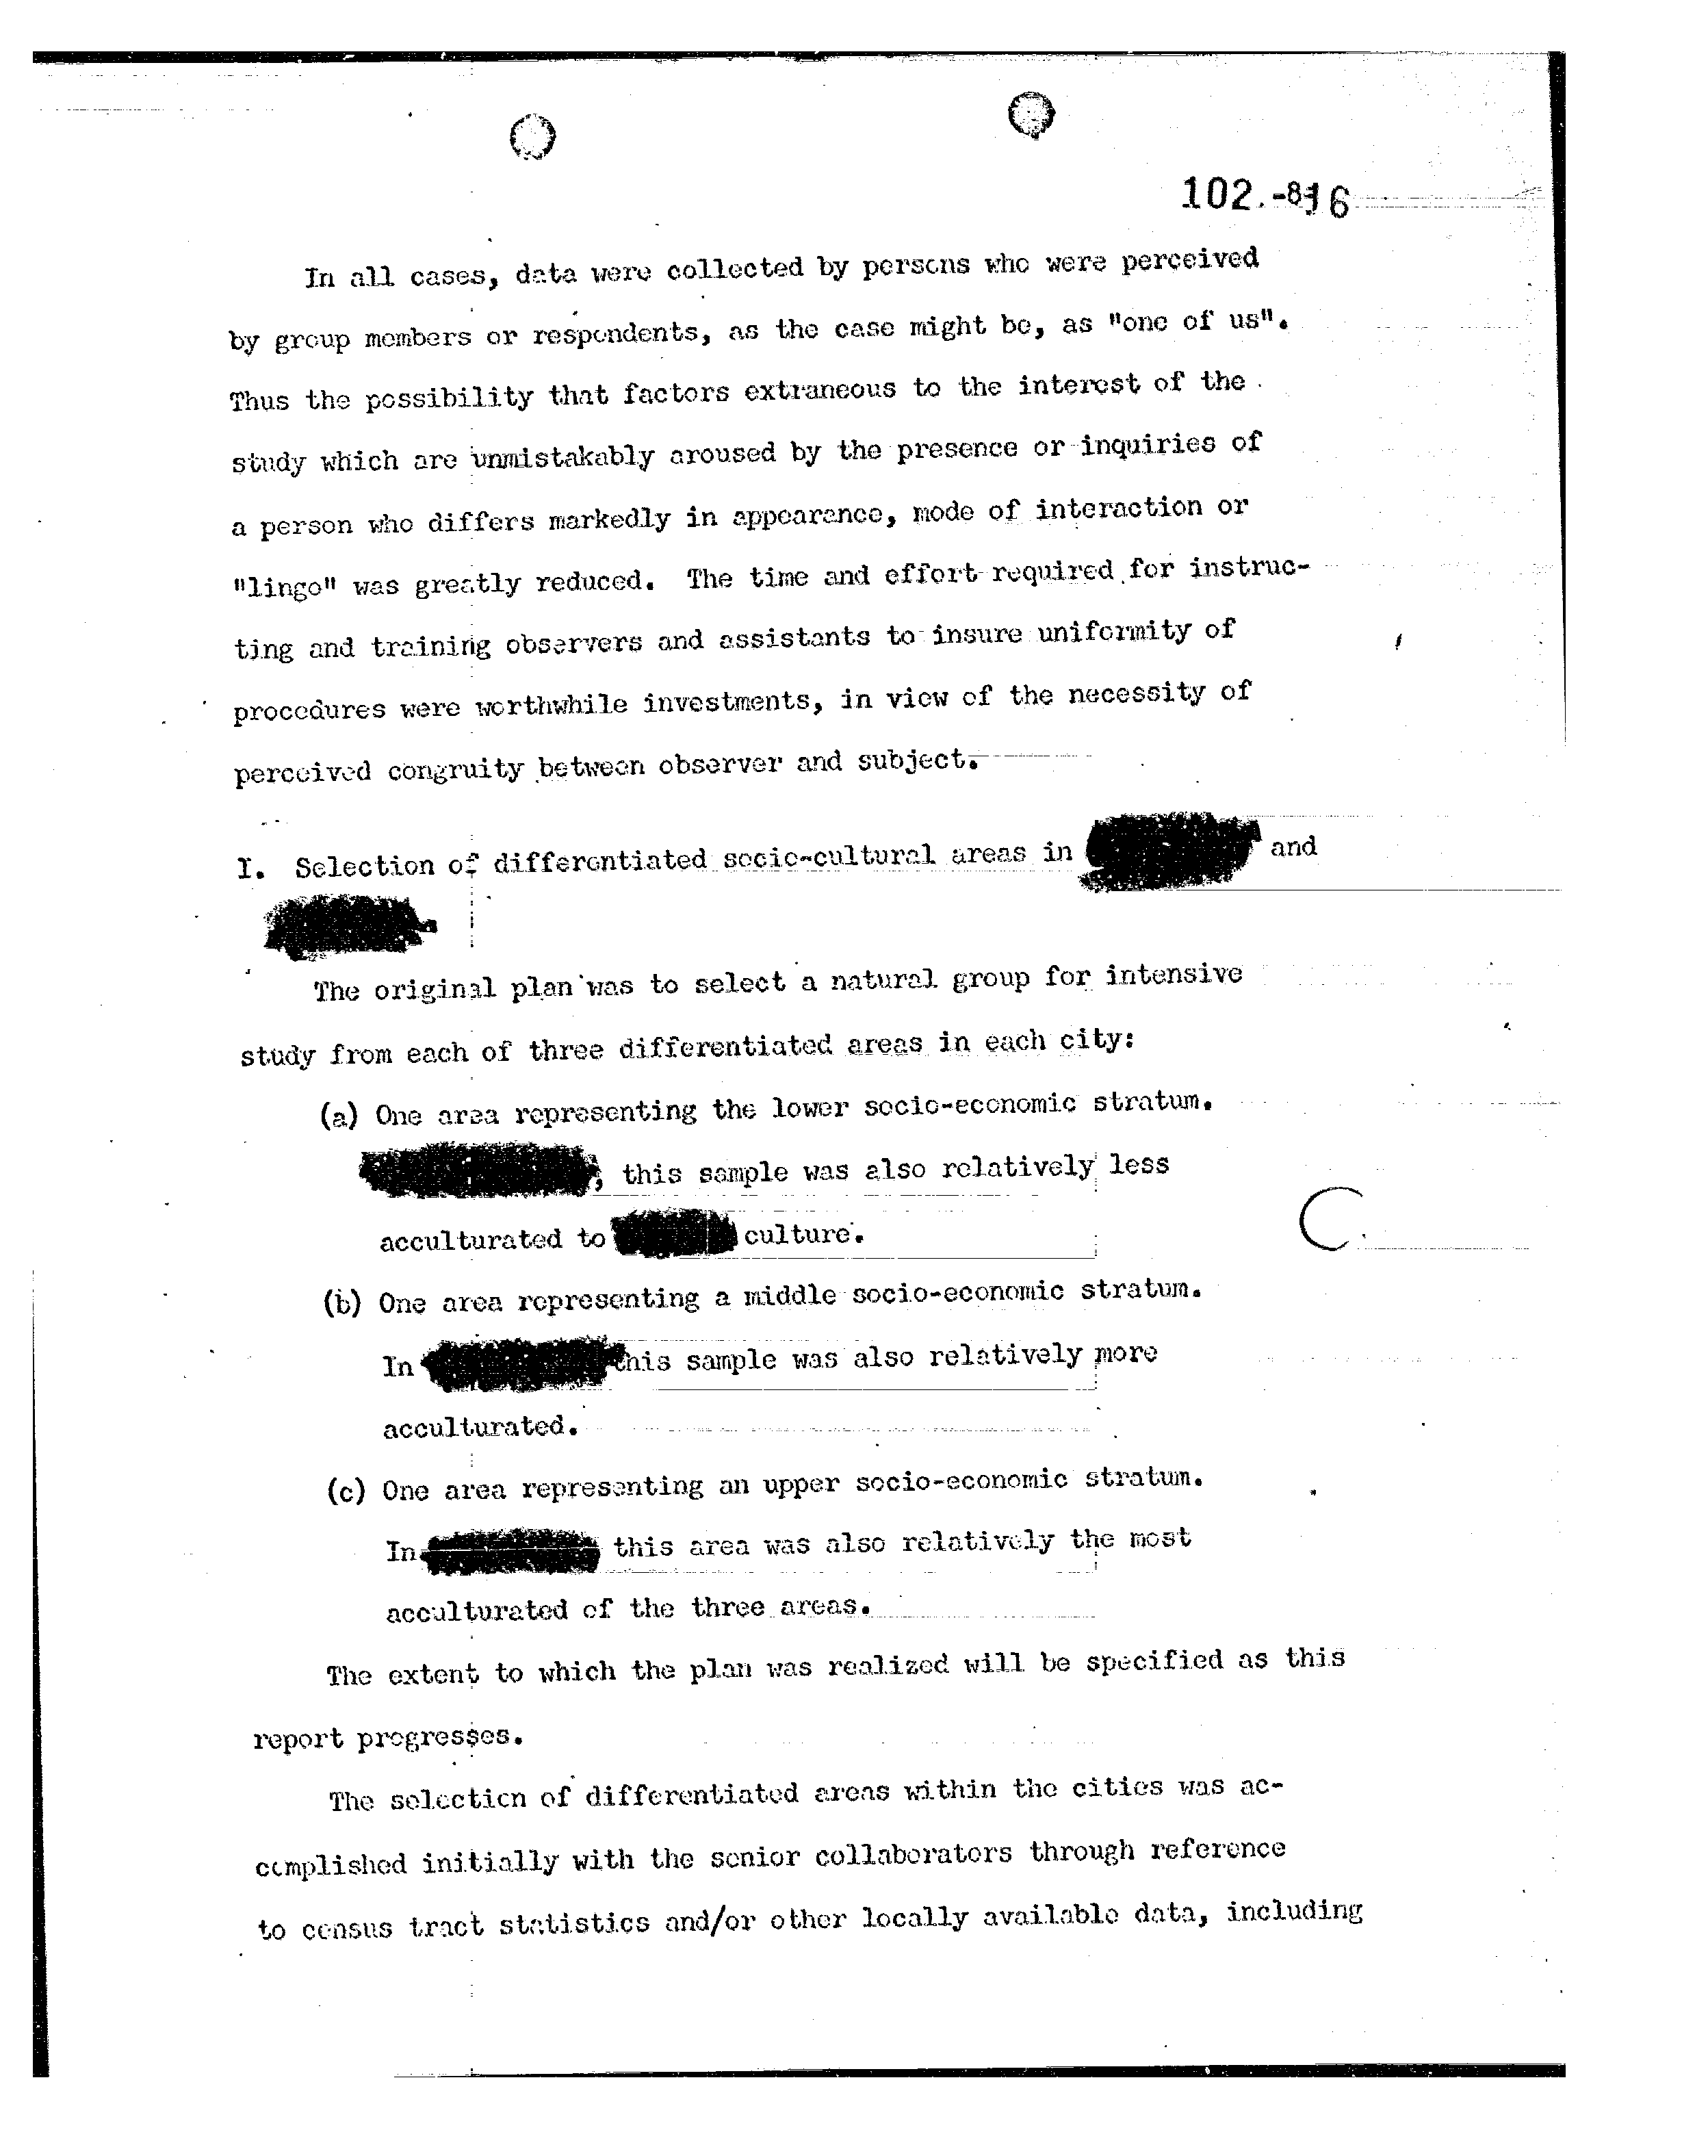 102.-816
In all cases, data were collected by persons who were perceived
by group members or respondents, as the case might be, as "one of us".
Thus the possibility that factors extraneous to the interest of the
study which are unmistakably aroused by the presence or inquiries of
a person who differs markedly in appearance, mode of interaction or
"lingo" was greatly reduced. The time and effort required for instruc-
ting and training observers and assistants to insure uniformity of
procedures were worthwhile investments, in view of the necessity of
perceived congruity between observer and subject.
I. Selection of differentiated socio-cultural areas in and
The original plan was to select a natural group for intensive
study from each of three differentiated areas in each city:
(a) One area representing the lower socio-economic stratum.
; this sample was also relatively less
acculturated to culture.
(b) One area representing a middle socio-economic stratum.
In this sample was also relatively more
acculturated.
(c) One area representing an upper socio-economic stratum.
In this area was also relatively the most
acculturated of the three areas.
The extent to which the plan was realized will be specified as this
report progresses.
The selection of differentiated areas within the cities was ac-
complished initially with the senior collaborators through reference
to census tract statistics and/or other locally available data, including
C